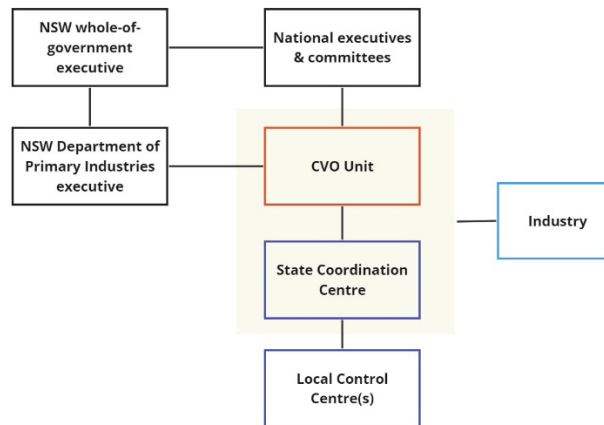 NSW whole-of-
government
executive
National executives
& committees
NSW Department of
Primary Industries
executive
CVO Unit
Industry
State Coordination
Centre
Local Control
Centre(s)